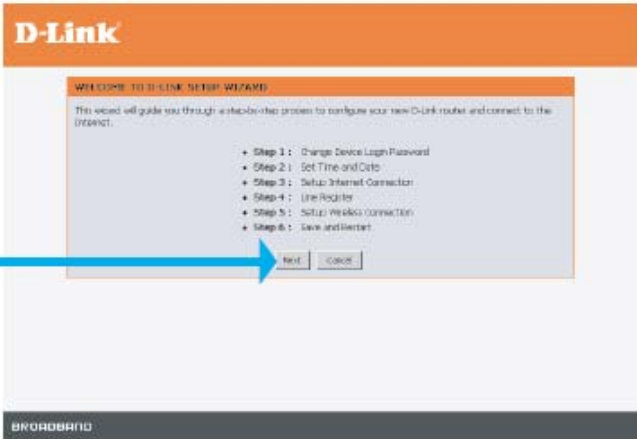 D-Link
WELCOME TO D-LINK SETUP WIZARD
This wizard will guide you through a step-by-step process to configure your new D-Link router and connect to the
Internet.
• Step 1 : Change Device Login Password
• Step 2 : Set Time and Date
• Step 3 : Setup Internet Connection
• Step 4 : Line Register
• Step 5 : Setup Wireless Connection
• Step 6 : Save and Restart
Next Cancel
BROADBAND